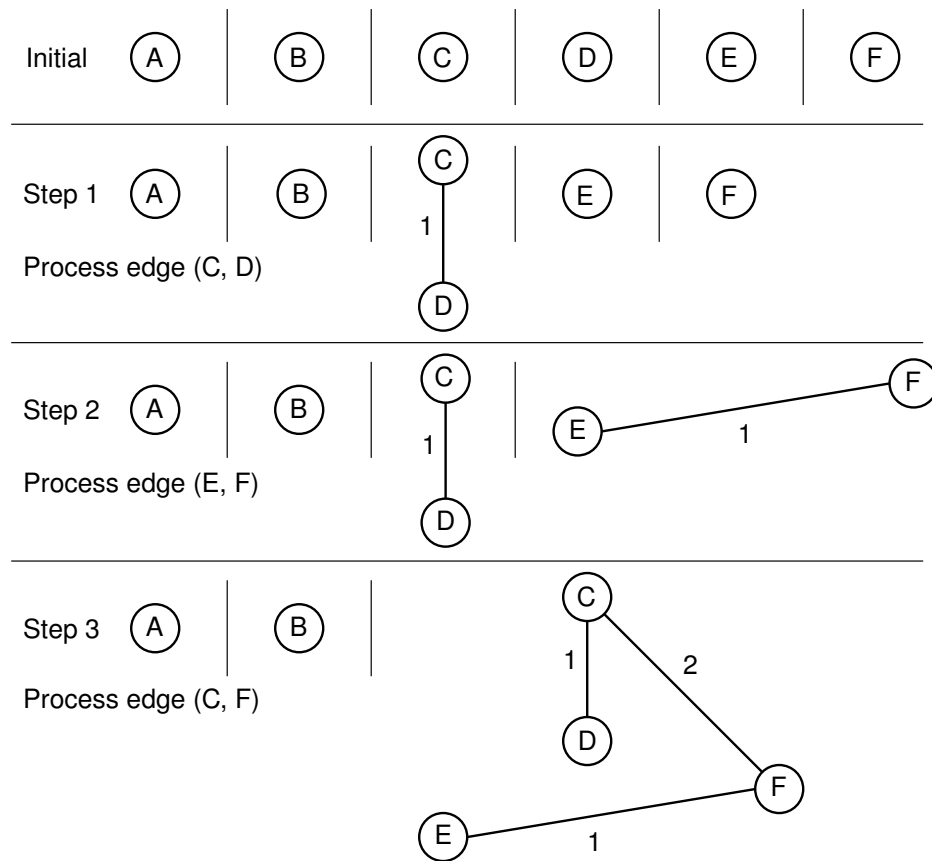 Initial A B C D E F
C
Step 1 A B E F
1
Process edge (C, D)
D
C F
Step 2 A B E
1 1
Process edge (E, F)
D
C
Step 3 A B
1 2
Process edge (C, F)
D
F
E 1